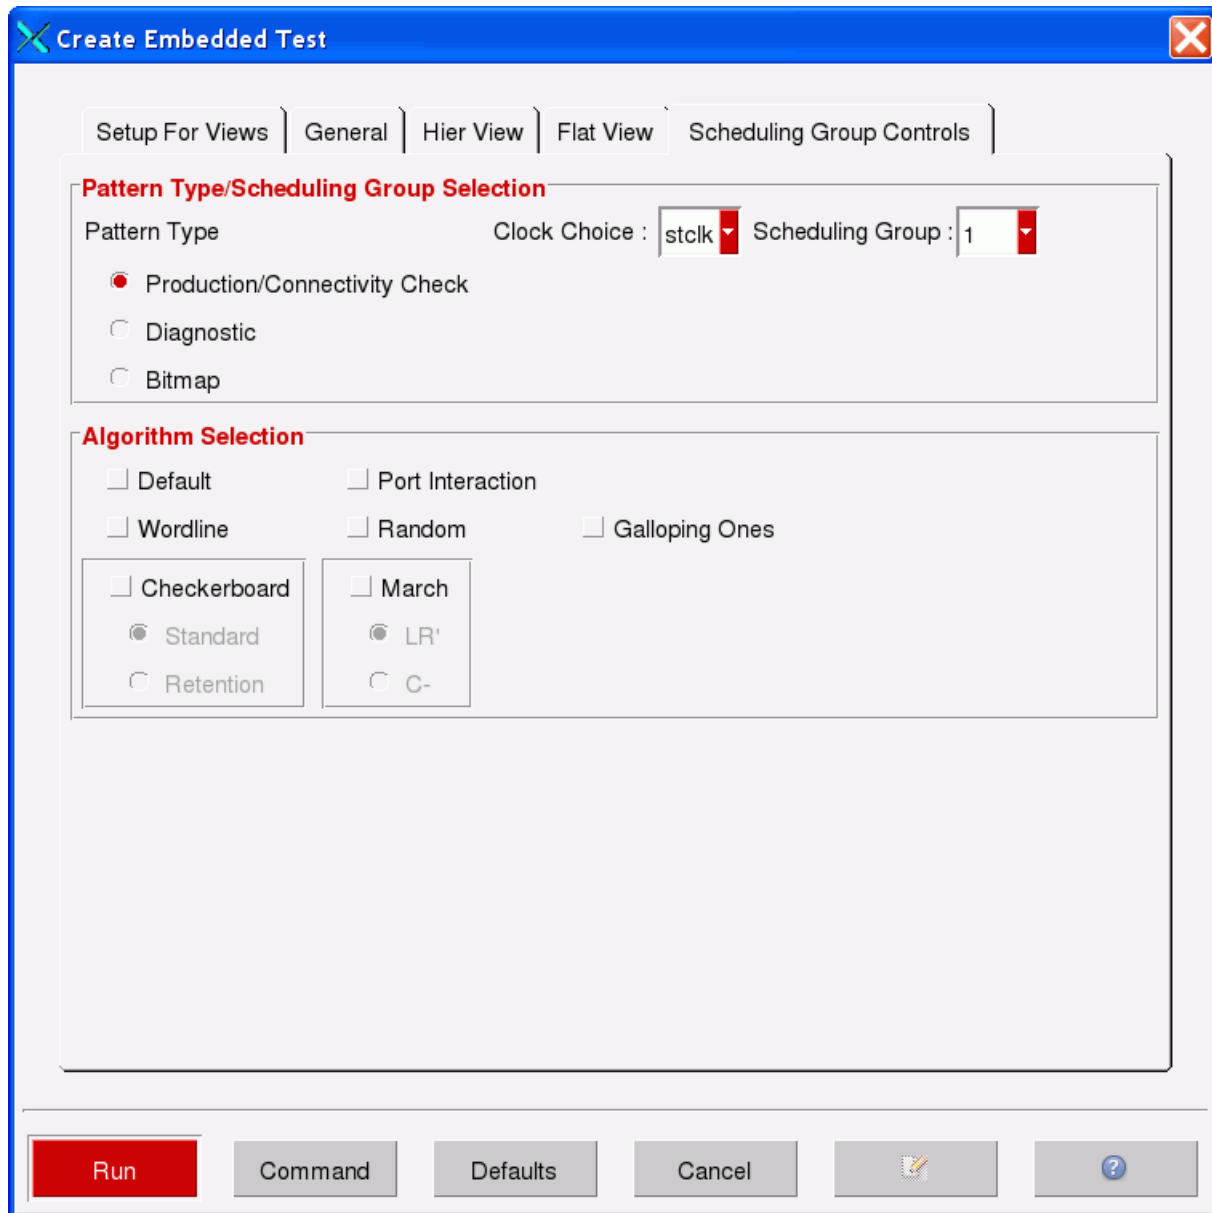 Create Embedded Test
Setup For Views General Hier View Flat View Scheduling Group Controls
Pattern Type/Scheduling Group Selection
Pattern Type Clock Choice : stclk Scheduling Group : 1
Production/Connectivity Check
Diagnostic
Bitmap
Algorithm Selection
Default Port Interaction
Wordline Random Galloping Ones
Checkerboard March
Standard LR'
Retention C-
Run Command Defaults Cancel ?